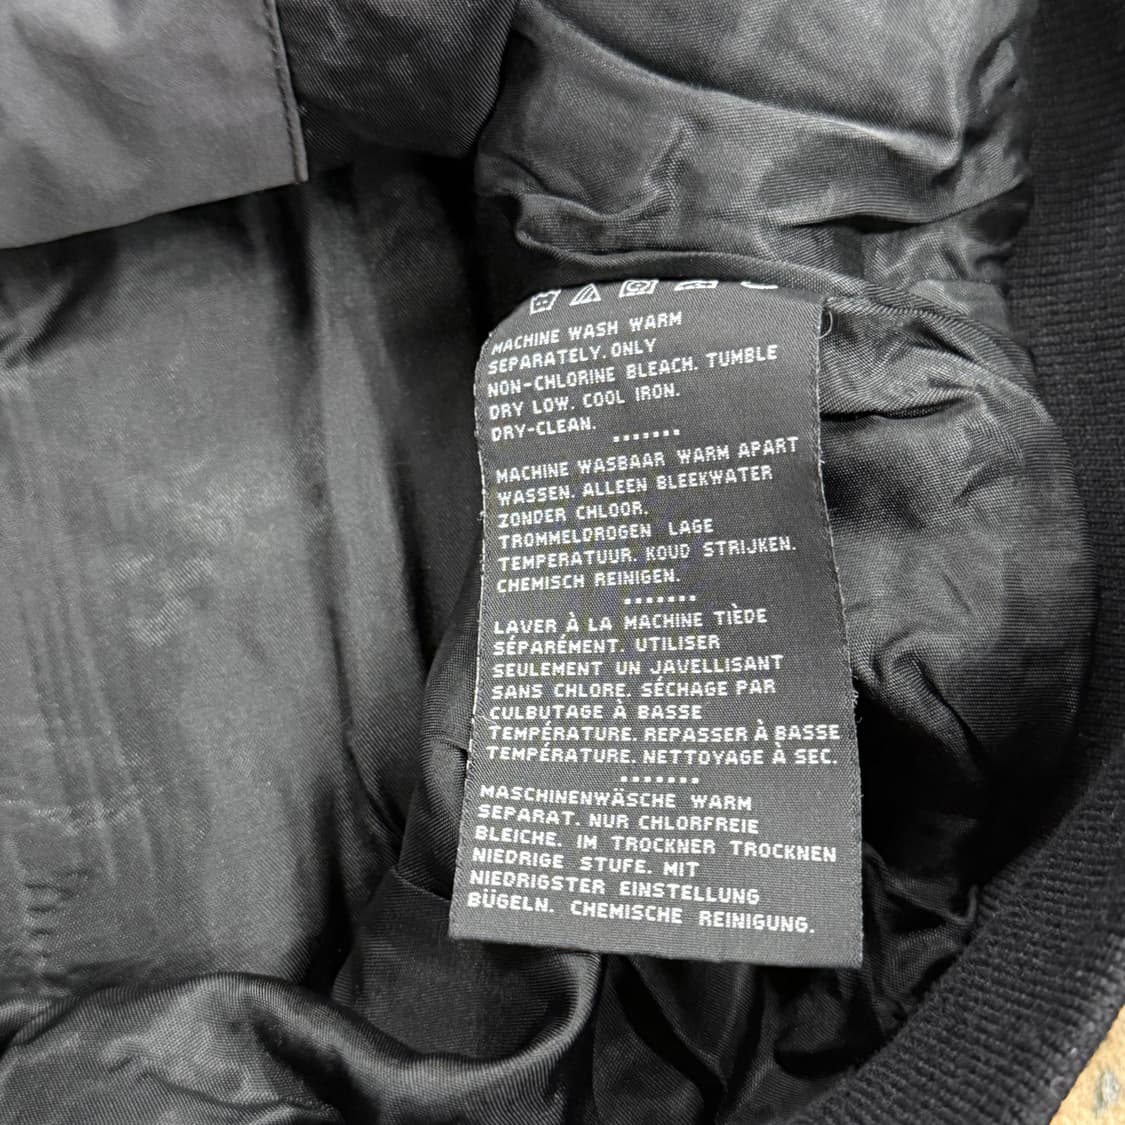 MACHINE WASH WARM
SEPARATELY. ONLY
NON-CHLORINE BLEACH. TUMBLE
DRY LOW. COOL IRON.
DRY-CLEAN.
MACHINE WASBAAR WARM APART
WASSEN. ALLEEN BLEEKWATER
ZONDER CHLOOR.
TROMMELDROGEN LAGE
TEMPERATUUR. KOUD STRIJKEN.
CHEMISCH REINIGEN.
LAVER À LA MACHINE TIÈDE
SÉPARÉMENT. UTILISER
SEULEMENT UN JAVELLISANT
SANS CHLORE. SÉCHAGE PAR
CULBUTAGE À BASSE
TEMPÉRATURE. REPASSER À BASSE
TEMPÉRATURE. NETTOYAGE À SEC.
MASCHINENWÄSCHE WARM
SEPARAT. NUR CHLORFREIE
BLEICHE. IM TROCKNER TROCKNEN
NIEDRIGE STUFE. MIT
NIEDRIGSTER EINSTELLUNG
BÜGELN. CHEMISCHE REINIGUNG.